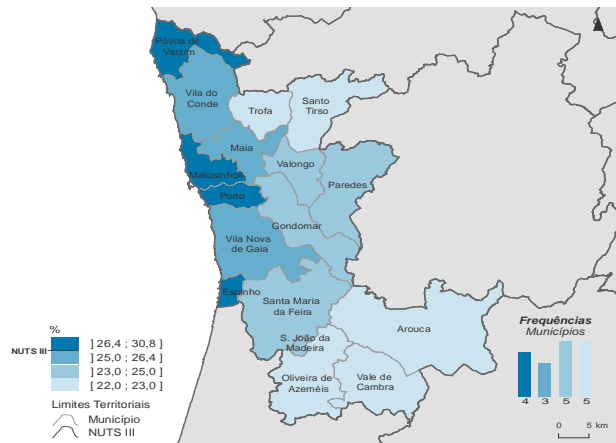 Póvoa de
Varzim
Vila do
Conde
Trofa
Santo
Tirso
Maia
Valongo
Matosinhos
Paredes
Porto
Gondomar
Vila Nova
de Gaia
Espinho
Santa Maria
da Feira
Arouca
S. João da
Madeira
Oliveira de
Azeméis
Vale de
Cambra
%
] 26,4 ; 30,8 ]
NUTS III
] 25,0 ; 26,4 ]
] 23,0 ; 25,0 ]
[ 22,0 ; 23,0 ]
Limites Territoriais
Município
NUTS III
Frequências
Municípios
4 3 5 5
0 5 km